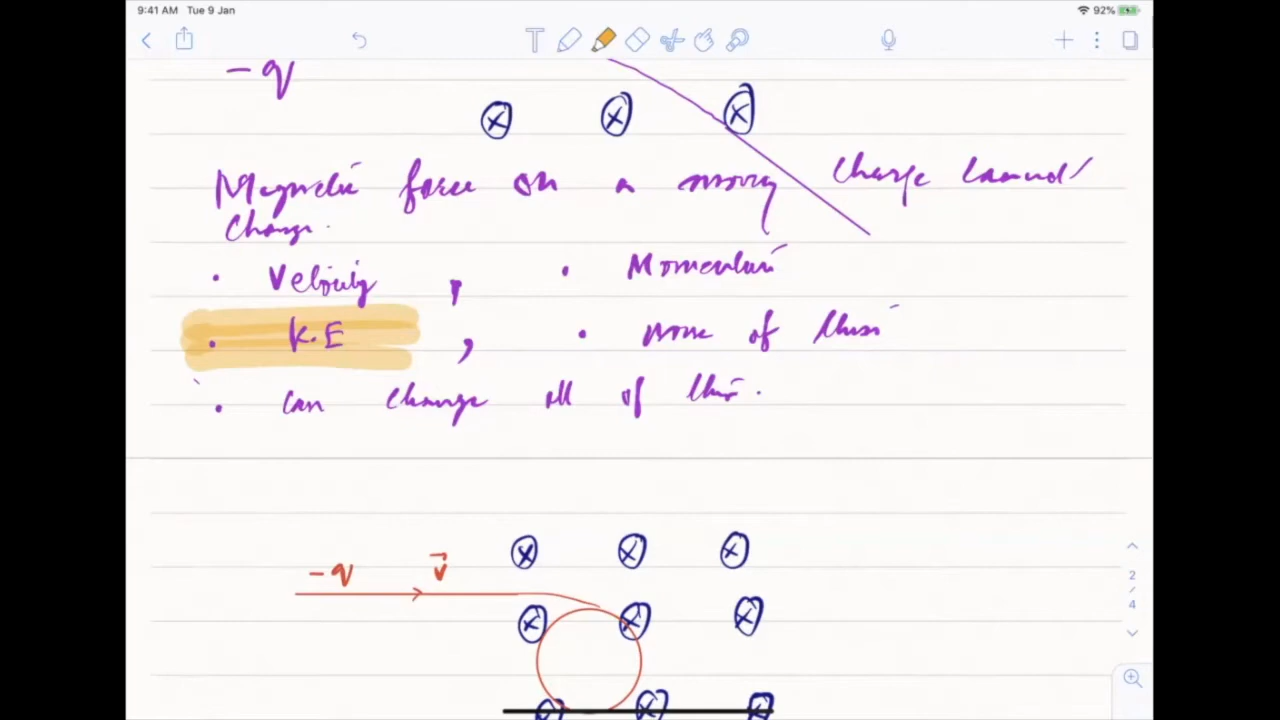 9:41 AM Tue 9 Jan 92%
T
-q
Magnetic force on a moving charge cannot
change.
· Velocity , · Momentum
· K.E , · none of these
· can change all of this.
-q v
2
/
4